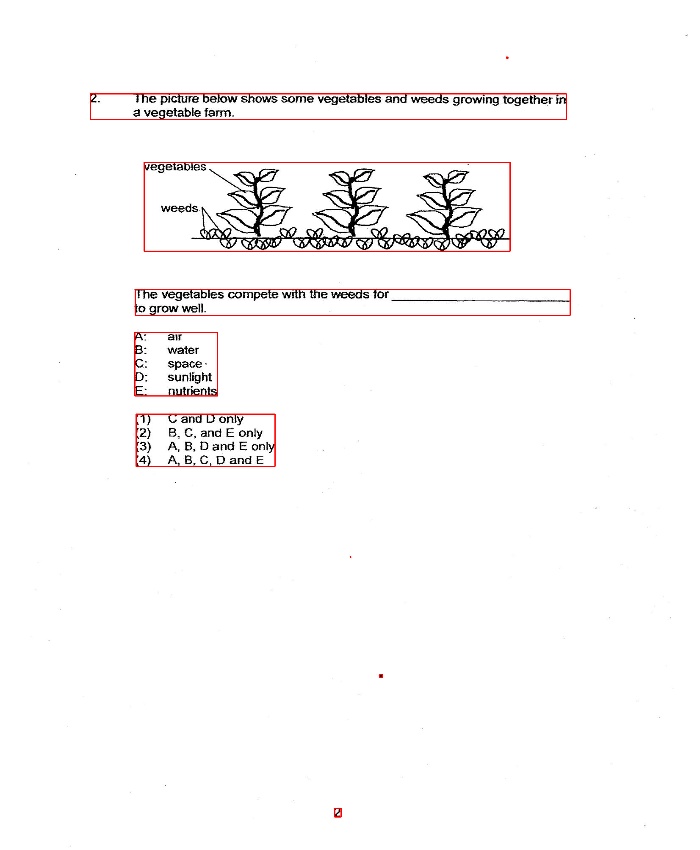 2. The picture below shows some vegetables and weeds growing together in
a vegetable farm.
vegetables
weeds
The vegetables compete with the weeds for ______________________________
to grow well.
A: air
B: water
C: space
D: sunlight
E: nutrients
(1) C and D only
(2) B, C, and E only
(3) A, B, D and E only
(4) A, B, C, D and E
2